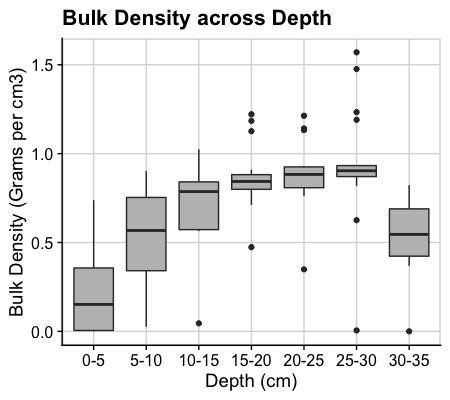 Bulk Density across Depth
Bulk Density (Grams per cm3)
1.5
1.0
0.5
0.0
0-5 5-10 10-15 15-20 20-25 25-30 30-35
Depth (cm)